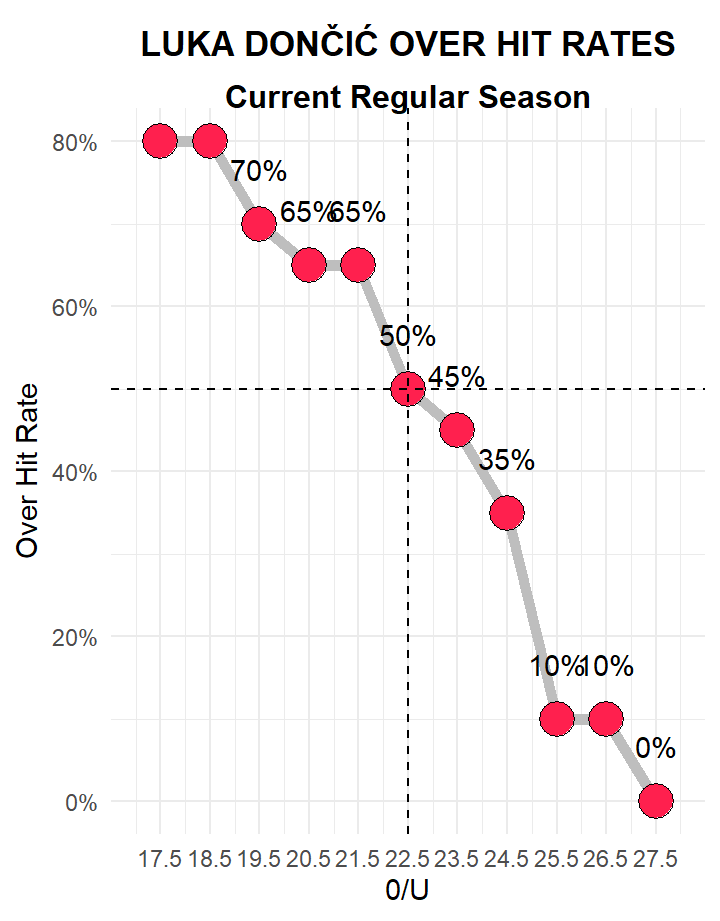 LUKA DONČIĆ OVER HIT RATES
Current Regular Season
80%
70%
65%
65%
60%
50%
45%
40%
35%
20%
10%
10%
0%
0%
Over Hit Rate
17.5 18.5 19.5 20.5 21.5 22.5 23.5 24.5 25.5 26.5 27.5
0/U